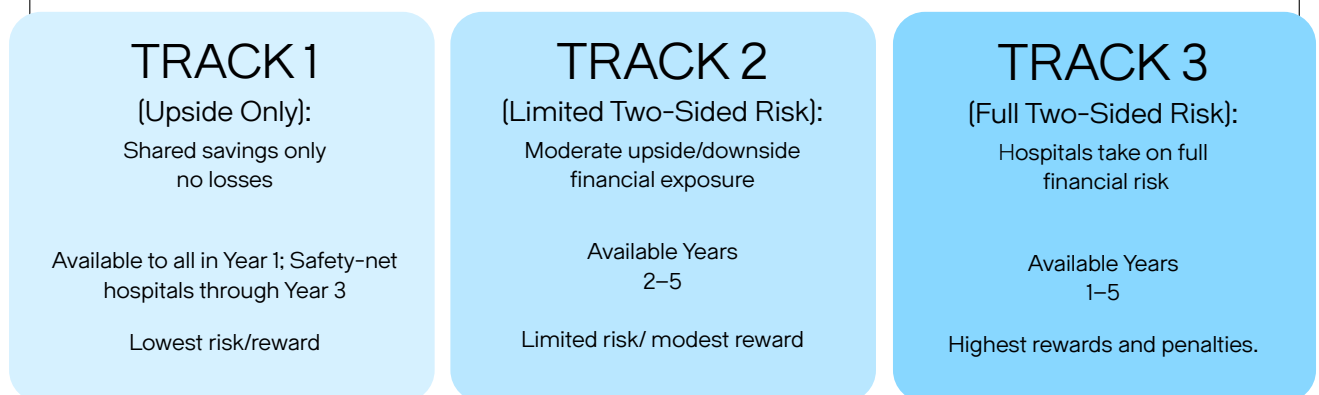 TRACK 1
(Upside Only):
Shared savings only
no losses
Available to all in Year 1; Safety-net
hospitals through Year 3
Lowest risk/reward
TRACK 2
(Limited Two-Sided Risk):
Moderate upside/downside
financial exposure
Available Years
2–5
Limited risk/ modest reward
TRACK 3
(Full Two-Sided Risk):
Hospitals take on full
financial risk
Available Years
1–5
Highest rewards and penalties.